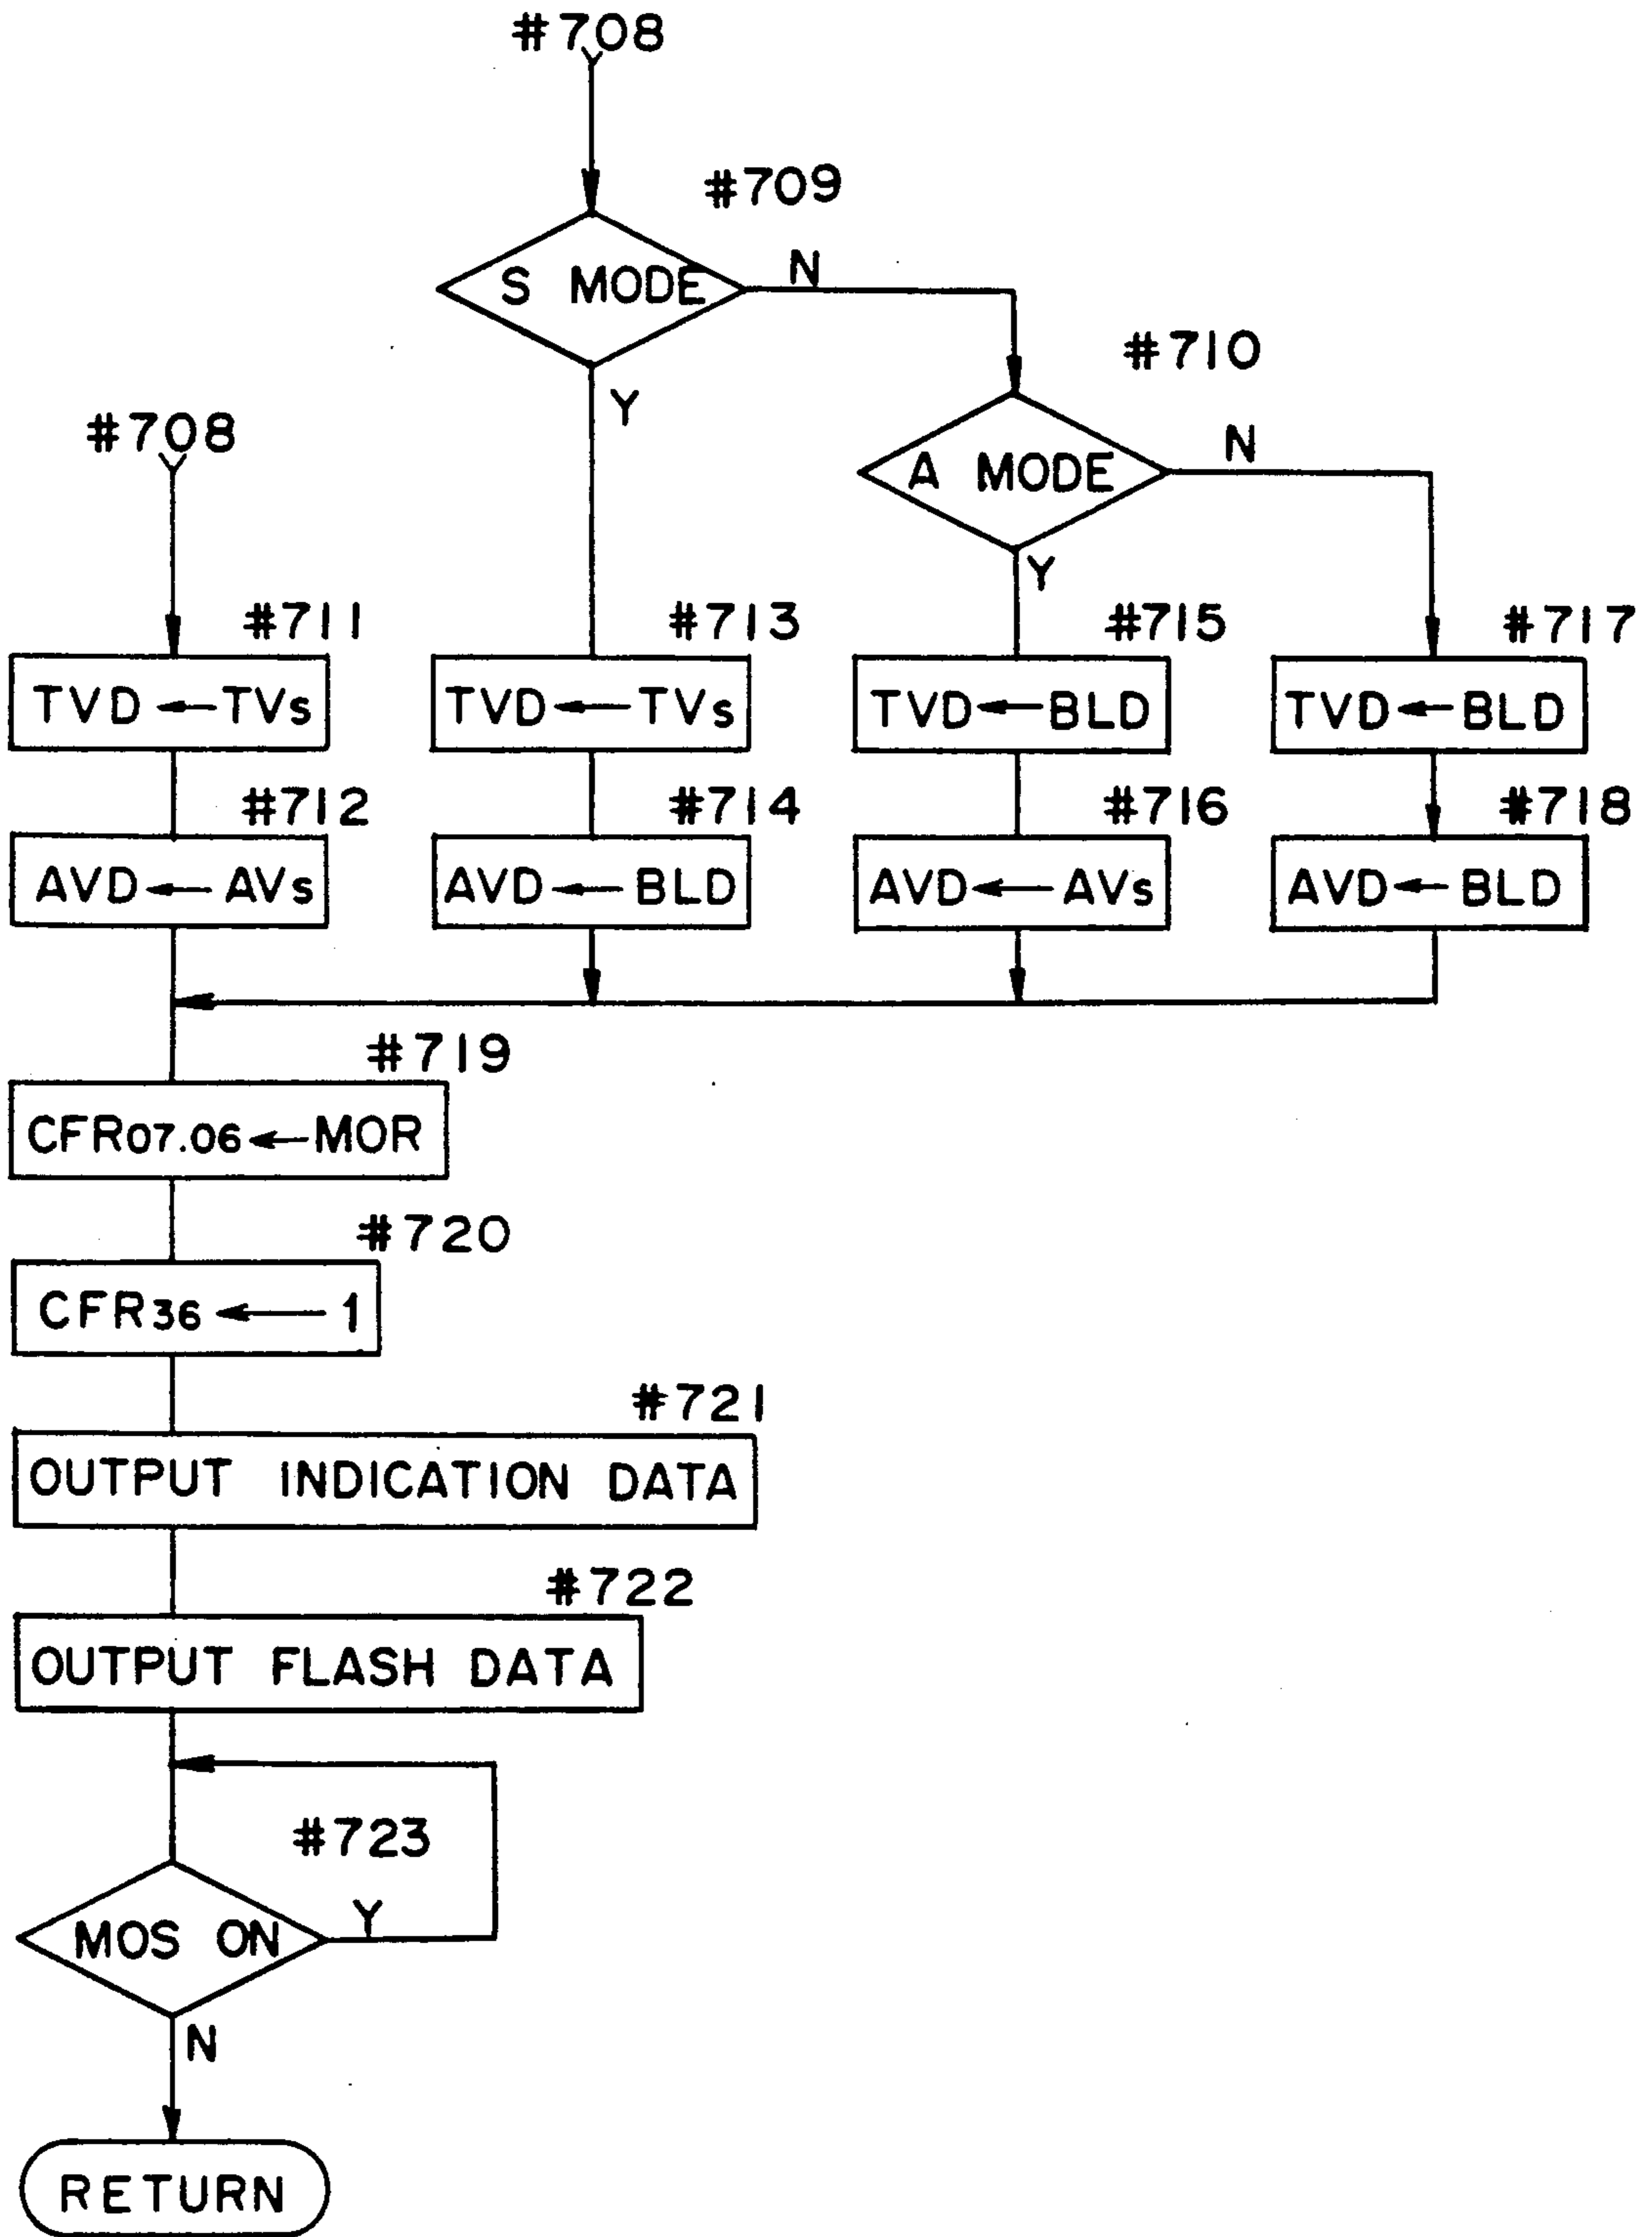 #708
#709
S MODE
N
Y
#710
A MODE
N
Y
#708
#711
#713
#715
#717
TVD ← TVs
TVD ← TVs
TVD ← BLD
TVD ← BLD
#712
#714
#716
#718
AVD ← AVs
AVD ← BLD
AVD ← AVs
AVD ← BLD
#719
CFR07.06 ← MOR
#720
CFR36 ← 1
#721
OUTPUT INDICATION DATA
#722
OUTPUT FLASH DATA
#723
MOS ON
Y
N
RETURN